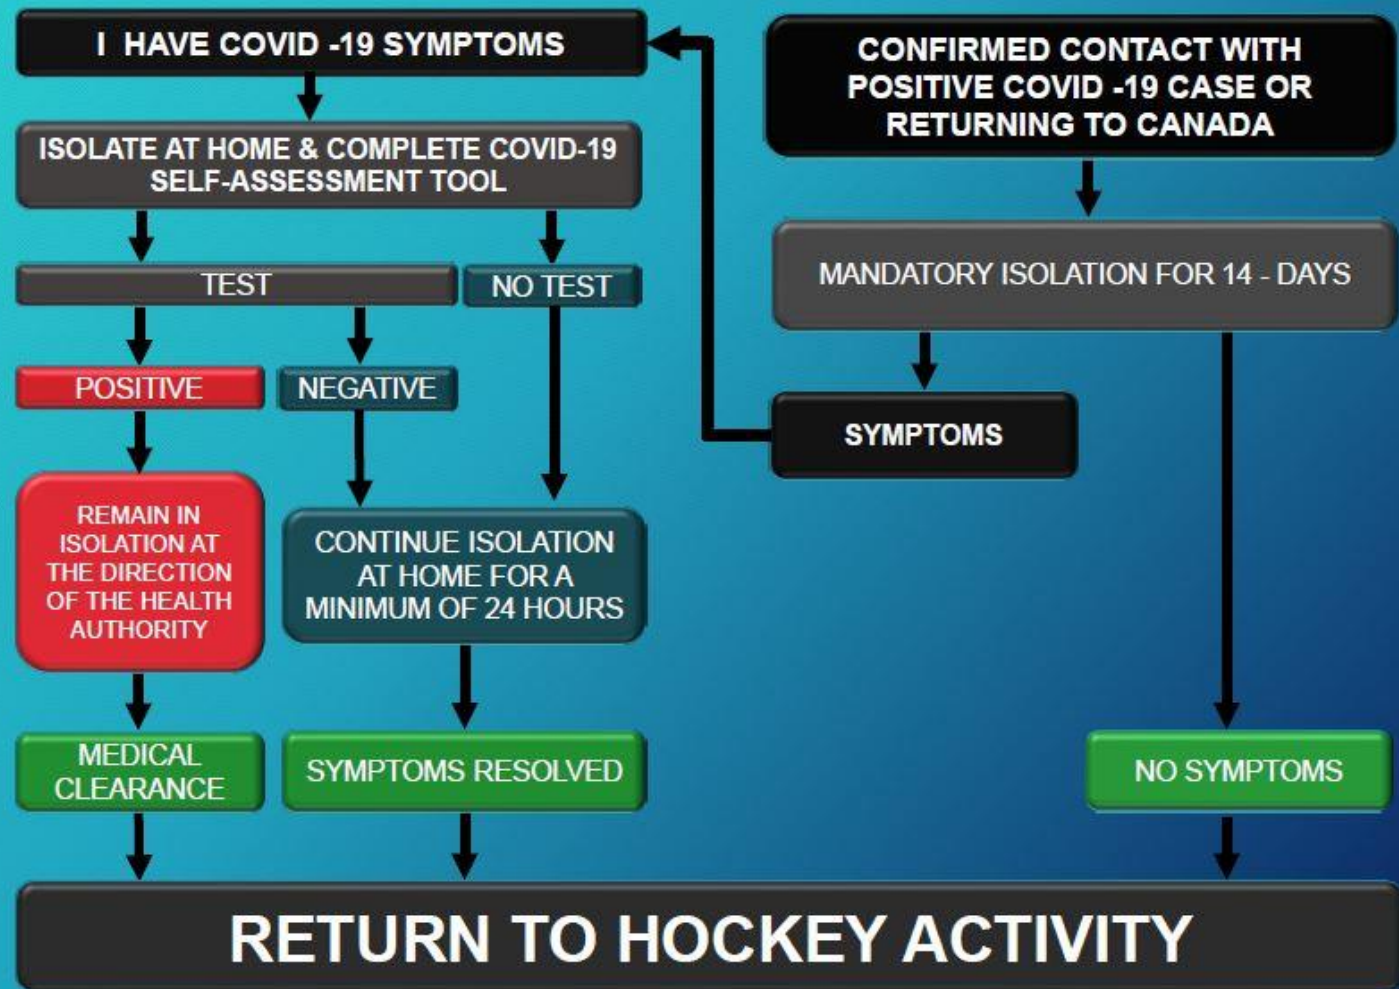 I HAVE COVID -19 SYMPTOMS
CONFIRMED CONTACT WITH
POSITIVE COVID -19 CASE OR
RETURNING TO CANADA
ISOLATE AT HOME & COMPLETE COVID-19
SELF-ASSESSMENT TOOL
MANDATORY ISOLATION FOR 14 - DAYS
TEST
NO TEST
POSITIVE
NEGATIVE
SYMPTOMS
REMAIN IN
ISOLATION AT
THE DIRECTION
OF THE HEALTH
AUTHORITY
CONTINUE ISOLATION
AT HOME FOR A
MINIMUM OF 24 HOURS
MEDICAL
CLEARANCE
SYMPTOMS RESOLVED
NO SYMPTOMS
RETURN TO HOCKEY ACTIVITY